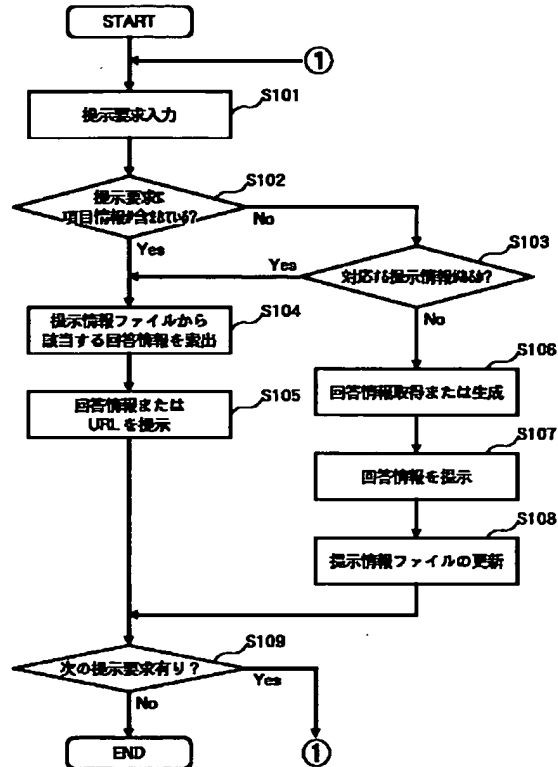 START
①
S101
提示要求入力
S102
提示要求に
項目情報が含まれている?
No
Yes
S103
対応する提示情報があるか?
Yes
No
S104
提示情報ファイルから
該当する回答情報を索出
S105
回答情報または
URLを提示
S106
回答情報取得または生成
S107
回答情報を提示
S108
提示情報ファイルの更新
S109
次の提示要求有り?
Yes
No
END
①